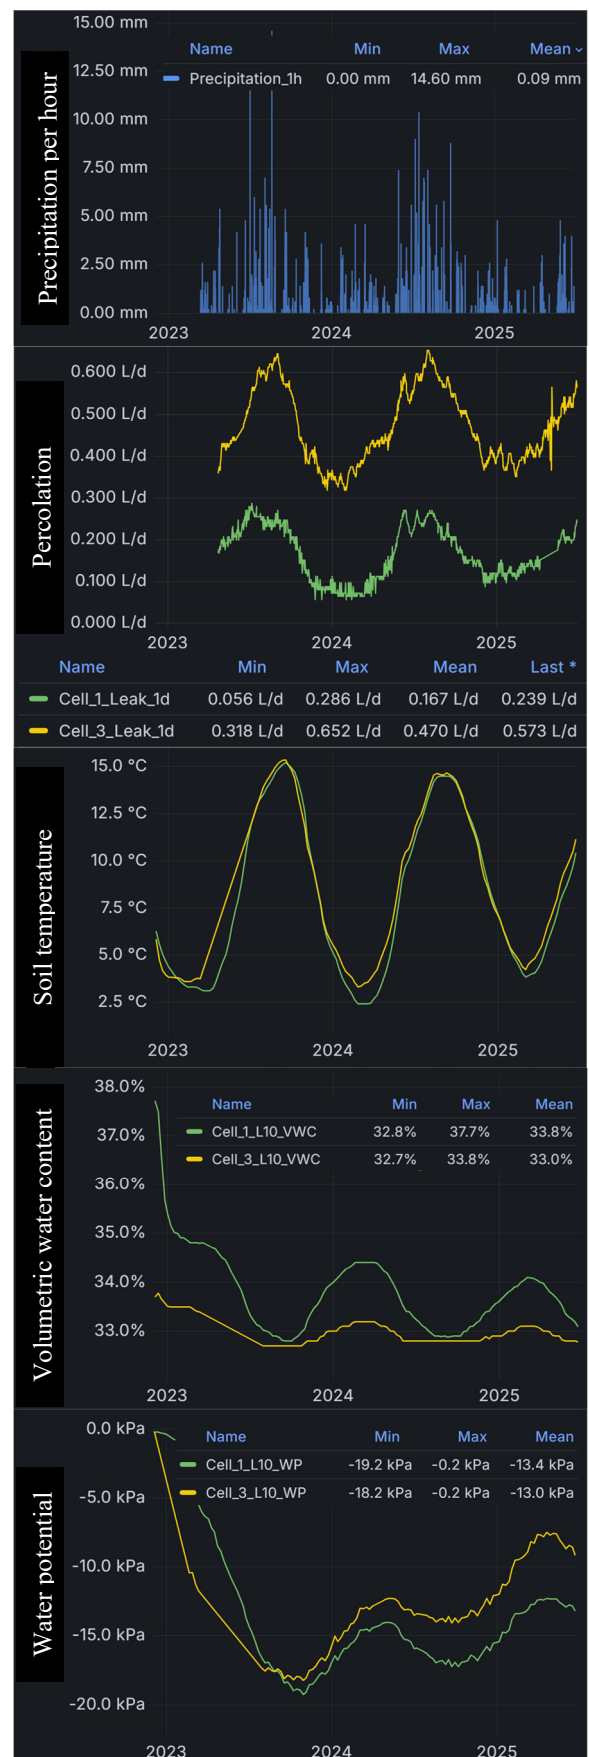 Precipitation per hour
15.00 mm
Name Min Max Mean
12.50 mm
Precipitation_1h 0.00 mm 14.60 mm 0.09 mm
10.00 mm
7.50 mm
5.00 mm
2.50 mm
0.00 mm
2023 2024 2025
Percolation
0.600 L/d
0.500 L/d
0.400 L/d
0.300 L/d
0.200 L/d
0.100 L/d
0.000 L/d
2023 2024 2025
Name Min Max Mean Last *
Cell_1_Leak_1d 0.056 L/d 0.286 L/d 0.167 L/d 0.239 L/d
Cell_3_Leak_1d 0.318 L/d 0.652 L/d 0.470 L/d 0.573 L/d
Soil temperature
15.0 °C
12.5 °C
10.0 °C
7.5 °C
5.0 °C
2.5 °C
2023 2024 2025
Volumetric water content
38.0%
Name Min Max Mean
37.0% Cell_1_L10_VWC 32.8% 37.7% 33.8%
Cell_3_L10_VWC 32.7% 33.8% 33.0%
36.0%
35.0%
34.0%
33.0%
2023 2024 2025
Water potential
0.0 kPa
Name Min Max Mean
Cell_1_L10_WP -19.2 kPa -0.2 kPa -13.4 kPa
-5.0 kPa Cell_3_L10_WP -18.2 kPa -0.2 kPa -13.0 kPa
-10.0 kPa
-15.0 kPa
-20.0 kPa
2023 2024 2025